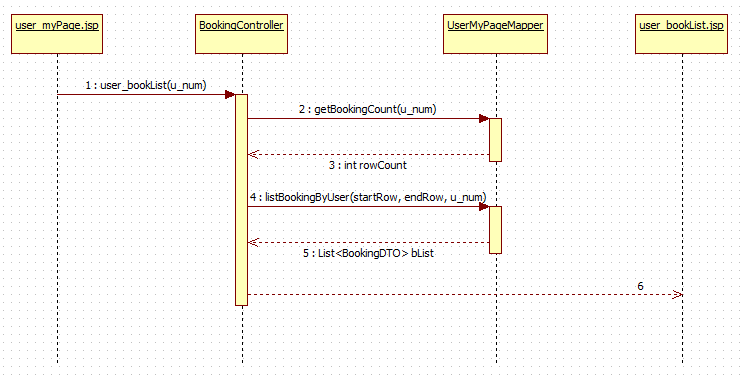 user_myPage.jsp
BookingController
UserMyPageMapper
user_bookList.jsp
1 : user_bookList(u_num)
2 : getBookingCount(u_num)
3 : int rowCount
4 : listBookingByUser(startRow, endRow, u_num)
5 : List<BookingDTO> bList
6